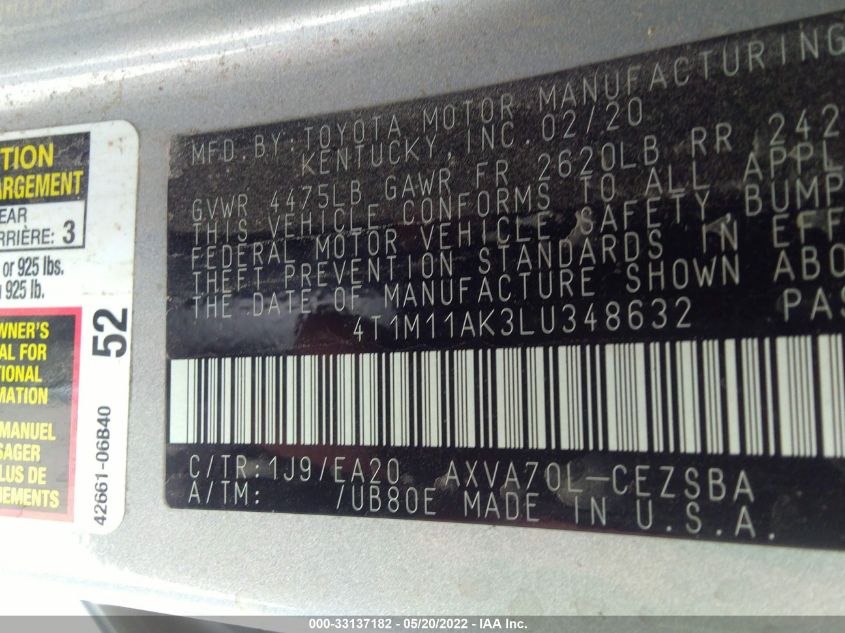 TION
ARGEMENT
EAR
RRIÈRE: 3
or 925 lbs.
925 lb.
WNER'S
AL FOR
TIONAL
MATION
MANUEL
SAGER
PLUS DE
NEMENTS
52
42661-06B40
MFD. BY: TOYOTA MOTOR MANUFACTURING
KENTUCKY, INC. 02/20
GVWR 4475LB GAWR FR 2620LB RR 242
THIS VEHICLE CONFORMS TO ALL APPL
FEDERAL MOTOR VEHICLE SAFETY, BUMP
THEFT PREVENTION STANDARDS IN EFF
THE DATE OF MANUFACTURE SHOWN ABO
4T1M11AK3LU348632 PAS
C/TR: 1J9/EA20 AXVA70L-CEZSBA
A/TM: /UB80E MADE IN U.S.A.
000-33137182 - 05/20/2022 - IAA, Inc.